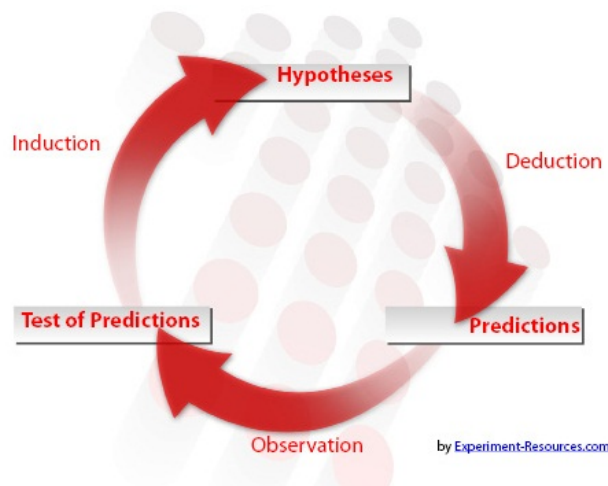 Hypotheses
Induction
Deduction
Test of Predictions
Predictions
Observation
by Experiment-Resources.com